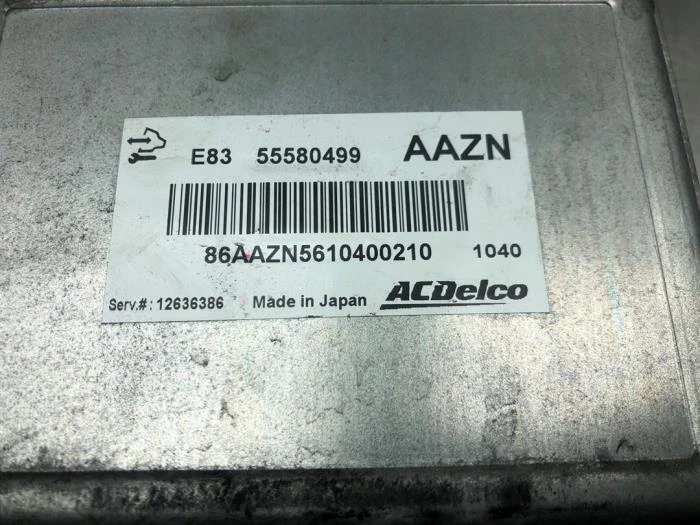 E83 55580499 AAZN
86AAZN5610400210 1040
Serv.#: 12636386 Made in Japan ACDelco